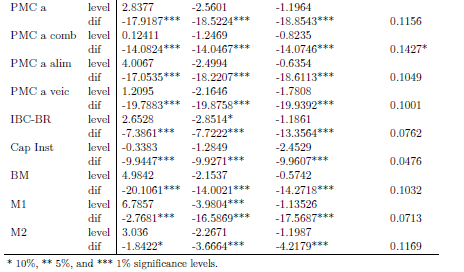 PMC a level 2.8377 -2.5601 -1.1964
dif -17.9187*** -18.5224*** -18.8543*** 0.1156
PMC a comb level 0.12411 -1.2469 -0.8235
dif -14.0824*** -14.0467*** -14.0746*** 0.1427*
PMC a alim level 4.0067 -2.4994 -0.6354
dif -17.0535*** -18.2207*** -18.6113*** 0.1049
PMC a veic level 1.2095 -2.1646 -1.7808
dif -19.7883*** -19.8758*** -19.9392*** 0.1001
IBC-BR level 2.6528 -2.8514* -1.1861
dif -7.3861*** -7.7222*** -13.3564*** 0.0762
Cap Inst level -0.3383 -1.2849 -2.4529
dif -9.9447*** -9.9271*** -9.9607*** 0.0476
BM level 4.9842 -2.1537 -0.5742
dif -20.1061*** -14.0021*** -14.2718*** 0.1032
M1 level 6.7857 -3.9804*** -1.13526
dif -2.7681*** -16.5869*** -17.5687*** 0.0713
M2 level 3.036 -2.2671 -1.1987
dif -1.8422* -3.6664*** -4.2179*** 0.1169
* 10%, ** 5%, and *** 1% significance levels.